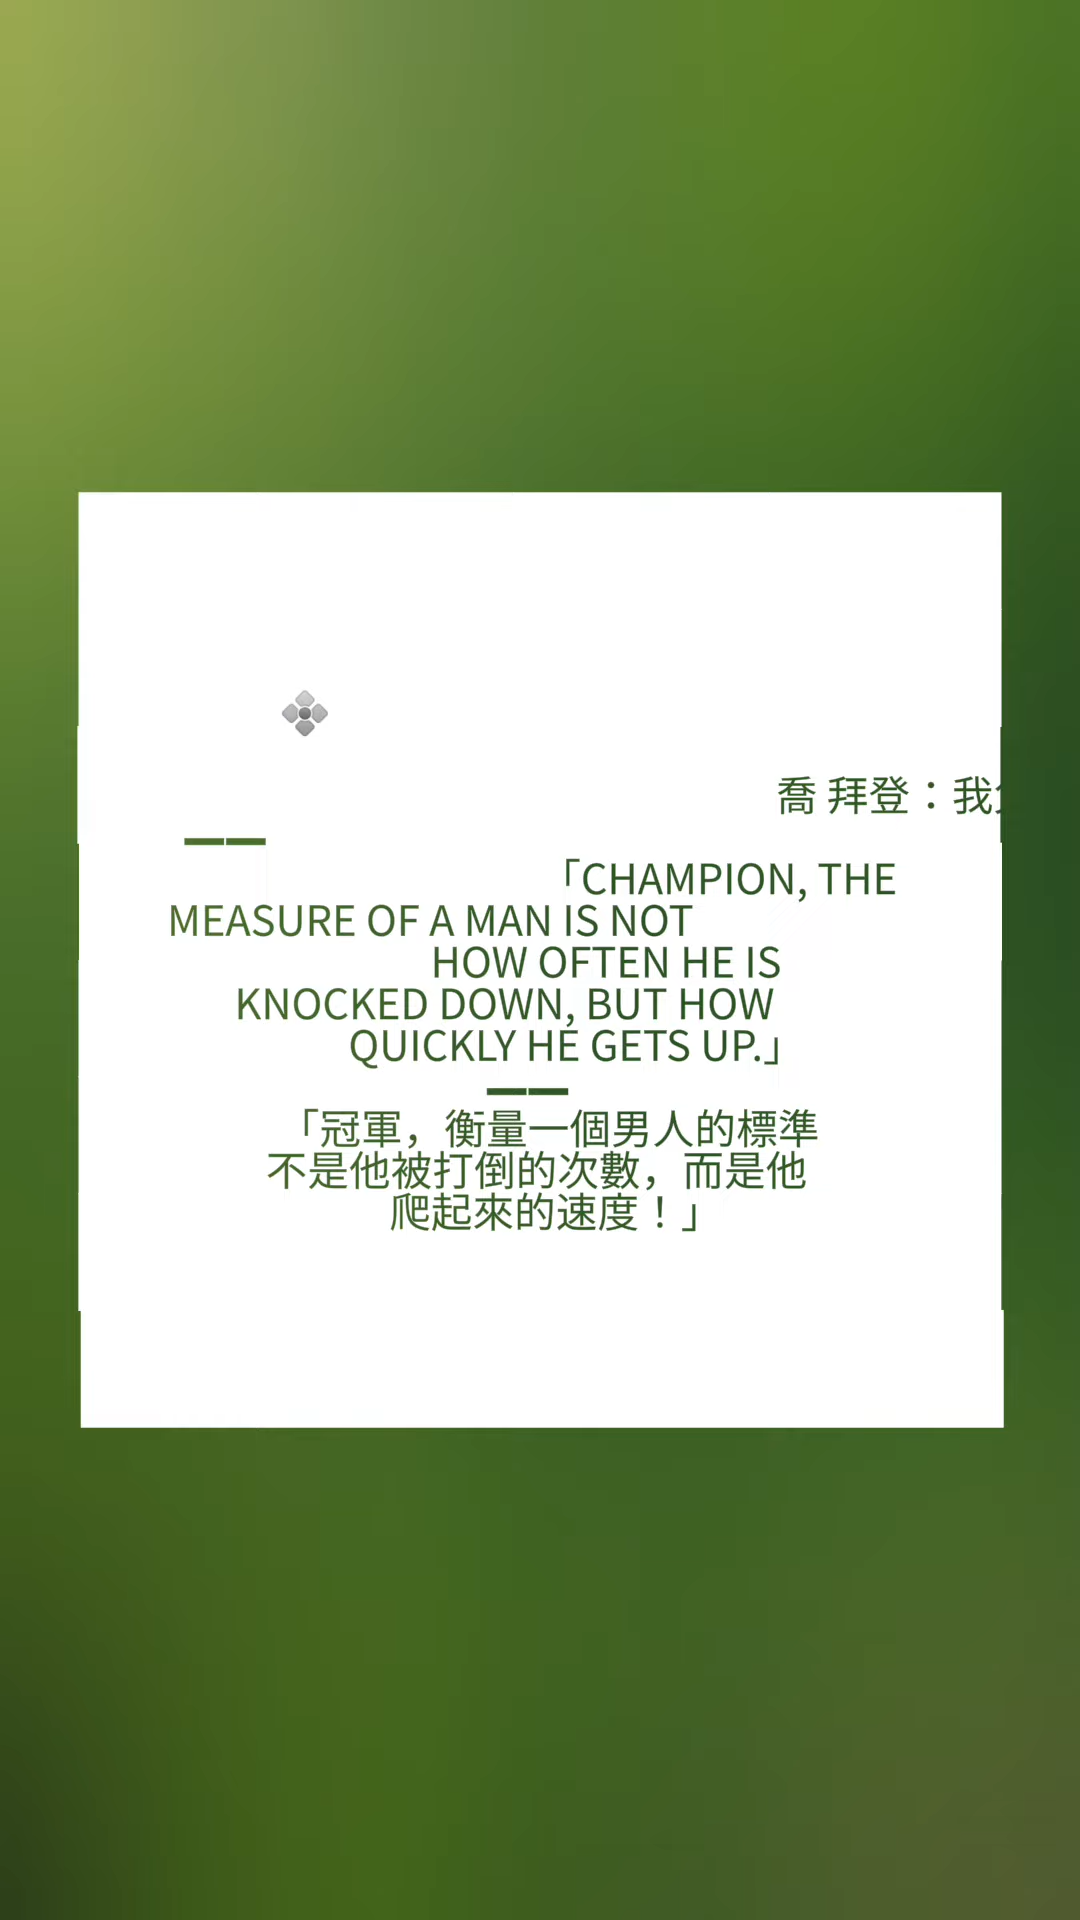 喬 拜登：我
——
「CHAMPION, THE
MEASURE OF A MAN IS NOT
HOW OFTEN HE IS
KNOCKED DOWN, BUT HOW
QUICKLY HE GETS UP.」
——
「冠軍，衡量一個男人的標準
不是他被打倒的次數，而是他
爬起來的速度！」